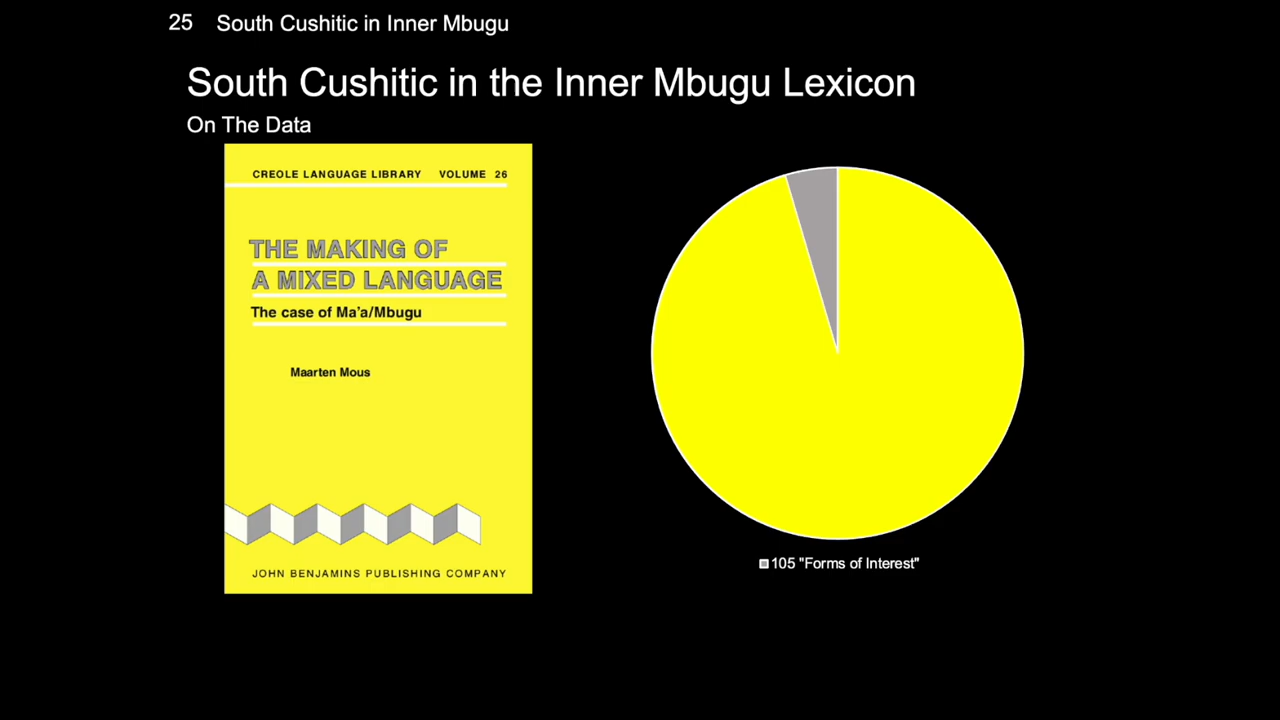 25 South Cushitic in Inner Mbugu
South Cushitic in the Inner Mbugu Lexicon
On The Data
CREOLE LANGUAGE LIBRARY VOLUME 26
THE MAKING OF
A MIXED LANGUAGE
The case of Ma'a/Mbugu
Maarten Mous
JOHN BENJAMINS PUBLISHING COMPANY
105 "Forms of Interest"